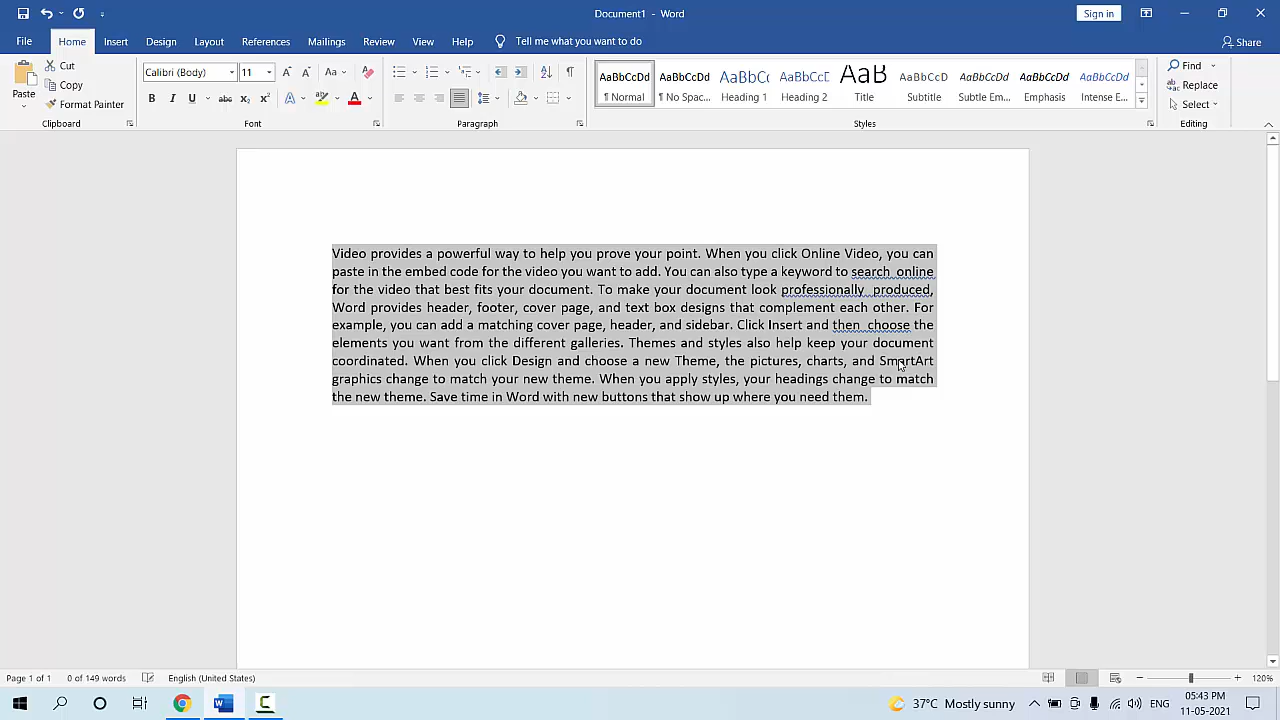 Document1 - Word
Sign in
File Home Insert Design Layout References Mailings Review View Help Tell me what you want to do Share
Paste
Cut
Copy
Format Painter
Clipboard
Calibri (Body) 11
Font
Paragraph
AaBbCcDd AaBbCcDd AaBbCc AaBbCcD AaB AaBbCcD AaBbCcDd AaBbCcDd AaBbCcDd
¶ Normal ¶ No Spac... Heading 1 Heading 2 Title Subtitle Subtle Em... Emphasis Intense E...
Styles
Find
Replace
Select
Editing
Video provides a powerful way to help you prove your point. When you click Online Video, you can
paste in the embed code for the video you want to add. You can also type a keyword to search online
for the video that best fits your document. To make your document look professionally produced,
Word provides header, footer, cover page, and text box designs that complement each other. For
example, you can add a matching cover page, header, and sidebar. Click Insert and then choose the
elements you want from the different galleries. Themes and styles also help keep your document
coordinated. When you click Design and choose a new Theme, the pictures, charts, and SmartArt
graphics change to match your new theme. When you apply styles, your headings change to match
the new theme. Save time in Word with new buttons that show up where you need them.
Page 1 of 1 0 of 149 words English (United States) 120%
37°C Mostly sunny ENG 05:43 PM
11-05-2021